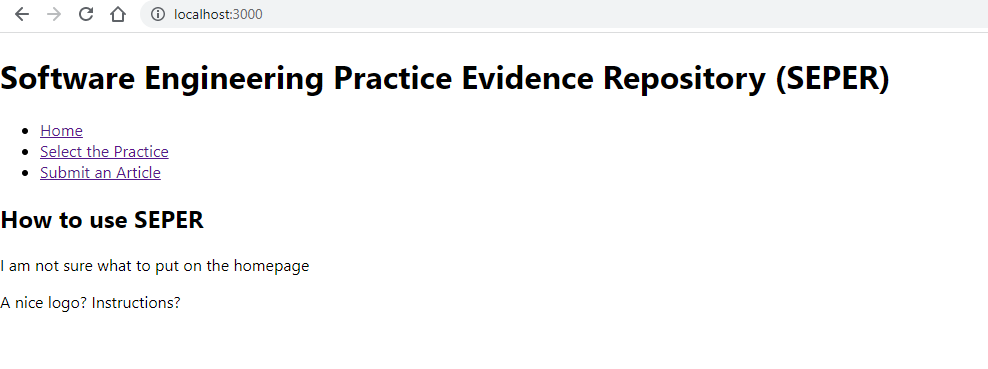 localhost:3000
Software Engineering Practice Evidence Repository (SEPER)
Home
Select the Practice
Submit an Article
How to use SEPER
I am not sure what to put on the homepage
A nice logo? Instructions?